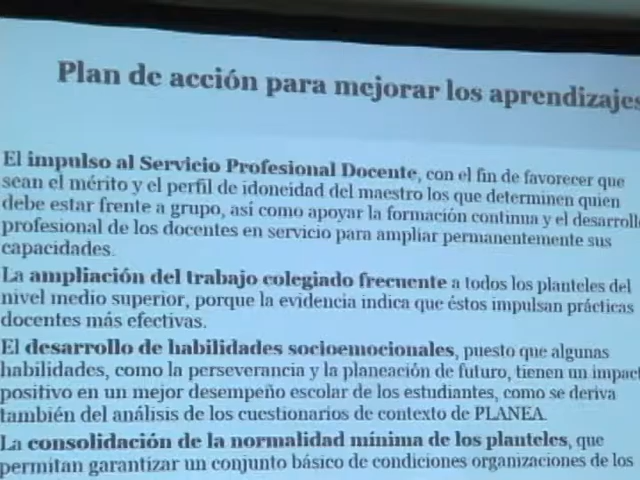 Plan de acción para mejorar los aprendizajes
El impulso al Servicio Profesional Docente, con el fin de favorecer que
sean el mérito y el perfil de idoneidad del maestro los que determinen quien
debe estar frente a grupo, así como apoyar la formación continua y el desarroll
profesional de los docentes en servicio para ampliar permanentemente sus
capacidades.
La ampliación del trabajo colegiado frecuente a todos los planteles del
nivel medio superior, porque la evidencia indica que éstos impulsan prácticas
docentes más efectivas.
El desarrollo de habilidades socioemocionales, puesto que algunas
habilidades, como la perseverancia y la planeación de futuro, tienen un impact
positivo en un mejor desempeño escolar de los estudiantes, como se deriva
también del análisis de los cuestionarios de contexto de PLANEA.
La consolidación de la normalidad mínima de los planteles, que
permitan garantizar un conjunto básico de condiciones organizaciones de los